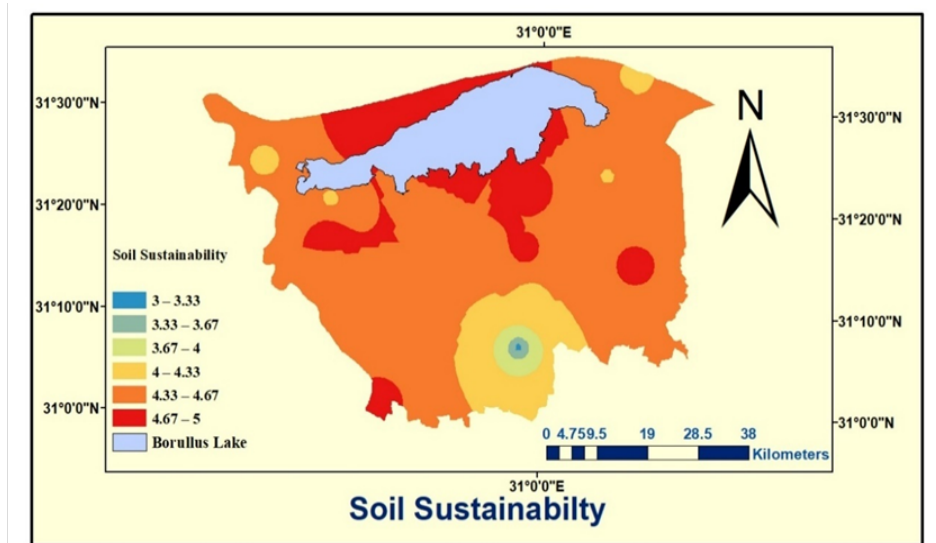 31°0'0"E
31°30'0"N
N
31°30'0"N
31°20'0"N
31°20'0"N
Soil Sustainability
3 – 3.33
31°10'0"N
31°10'0"N
3.33 – 3.67
3.67 – 4
4 – 4.33
4.33 – 4.67
31°0'0"N
31°0'0"N
4.67 – 5
Borullus Lake
0 4.759.5 19 28.5 38
Kilometers
31°0'0"E
Soil Sustainabilty